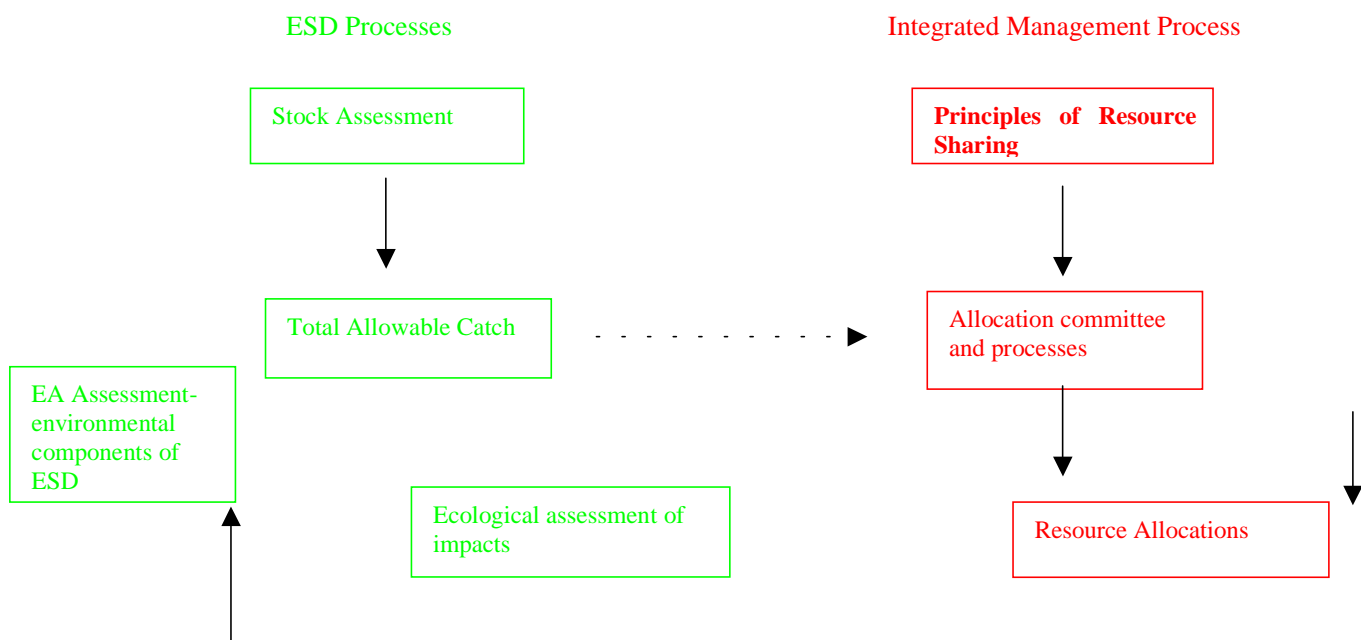 ESD Processes
Integrated Management Process
Stock Assessment
Principles of Resource
Sharing
Total Allowable Catch
Allocation committee
and processes
EA Assessment-
environmental
components of
ESD
Ecological assessment of
impacts
Resource Allocations